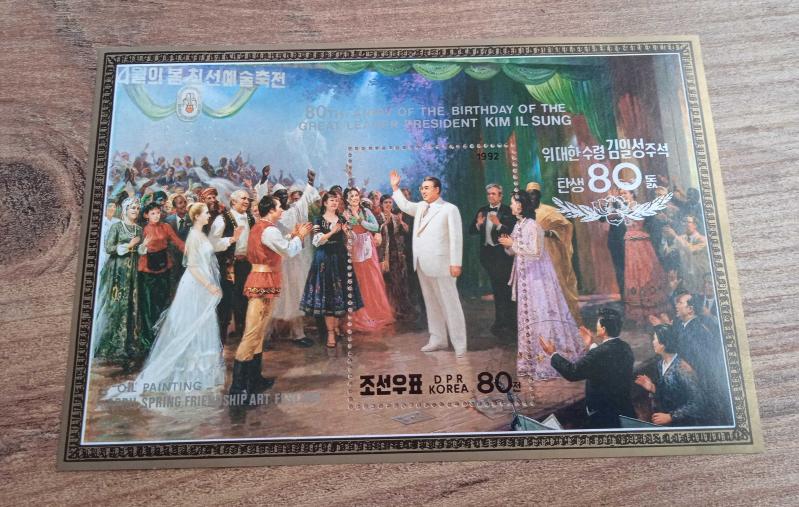 4월의 봄 친선예술축전
80TH ANNIV. OF THE BIRTHDAY OF THE
GREAT LEADER PRESIDENT KIM IL SUNG
1992
위대한 수령 김일성주석
탄생 80돐
OIL PAINTING
APRIL SPRING FRIENDSHIP ART FESTIVAL
조선우표
DPR
KOREA
80전